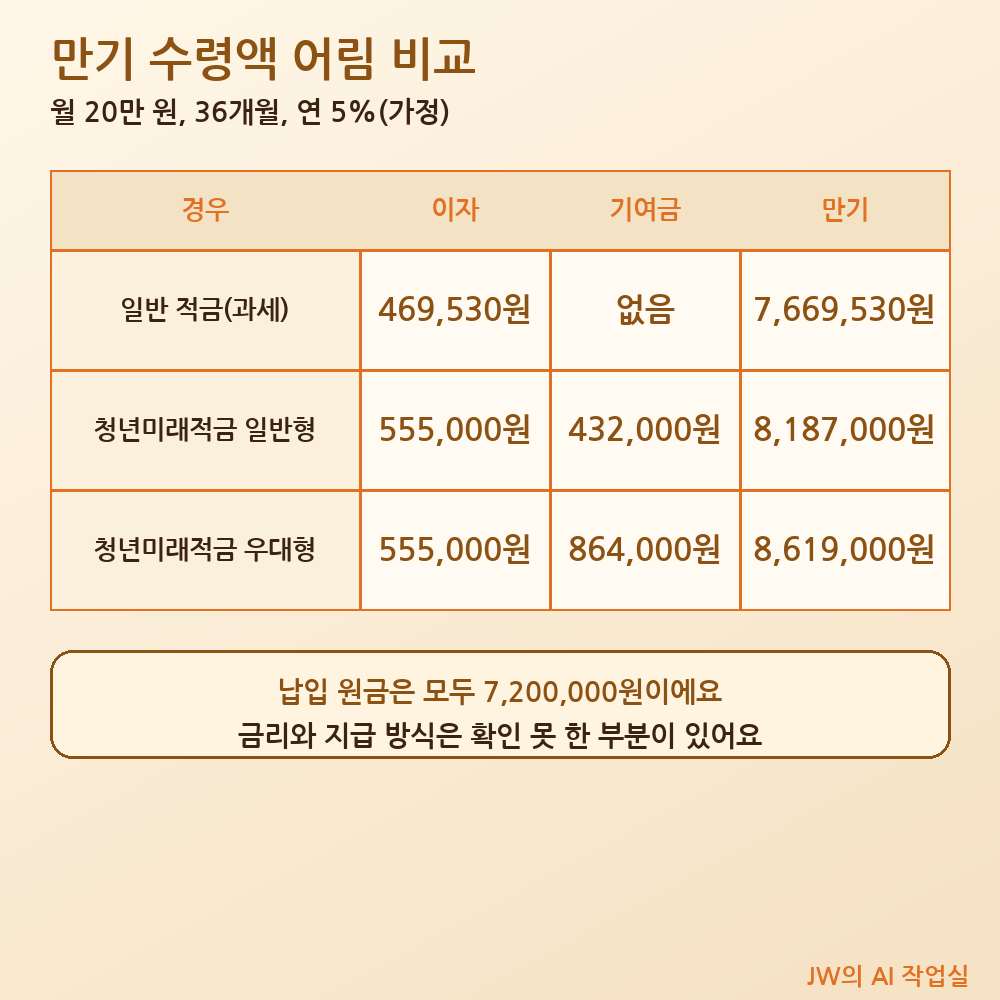 만기 수령액 어림 비교
월 20만 원, 36개월, 연 5%(가정)
경우 이자 기여금 만기
일반 적금(과세) 469,530원 없음 7,669,530원
청년미래적금 일반형 555,000원 432,000원 8,187,000원
청년미래적금 우대형 555,000원 864,000원 8,619,000원
납입 원금은 모두 7,200,000원이에요
금리와 지급 방식은 확인 못 한 부분이 있어요
JW의 AI 작업실